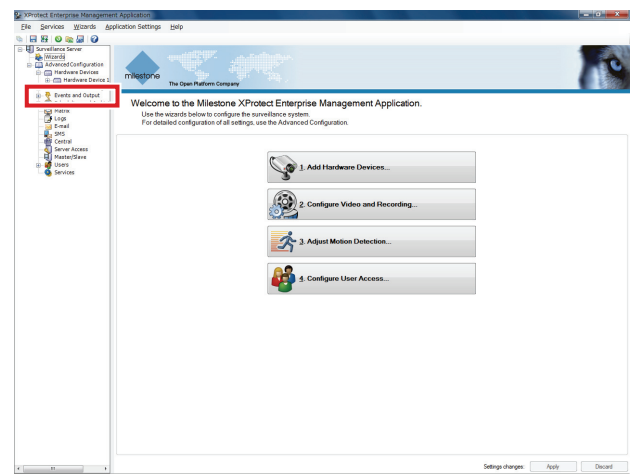 XProtect Enterprise Management Application
File Services Wizards Application Settings Help
Surveillance Server
Wizards
Advanced Configuration
Hardware Devices
Hardware Device 1
Events and Output
Matrix
Logs
E-mail
SMS
Central
Server Access
Master/Slave
Users
Services
milestone
The Open Platform Company
Welcome to the Milestone XProtect Enterprise Management Application.
Use the wizards below to configure the surveillance system.
For detailed configuration of all settings, use the Advanced Configuration.
1. Add Hardware Devices...
2. Configure Video and Recording...
3. Adjust Motion Detection...
4. Configure User Access...
Settings changes: Apply Discard